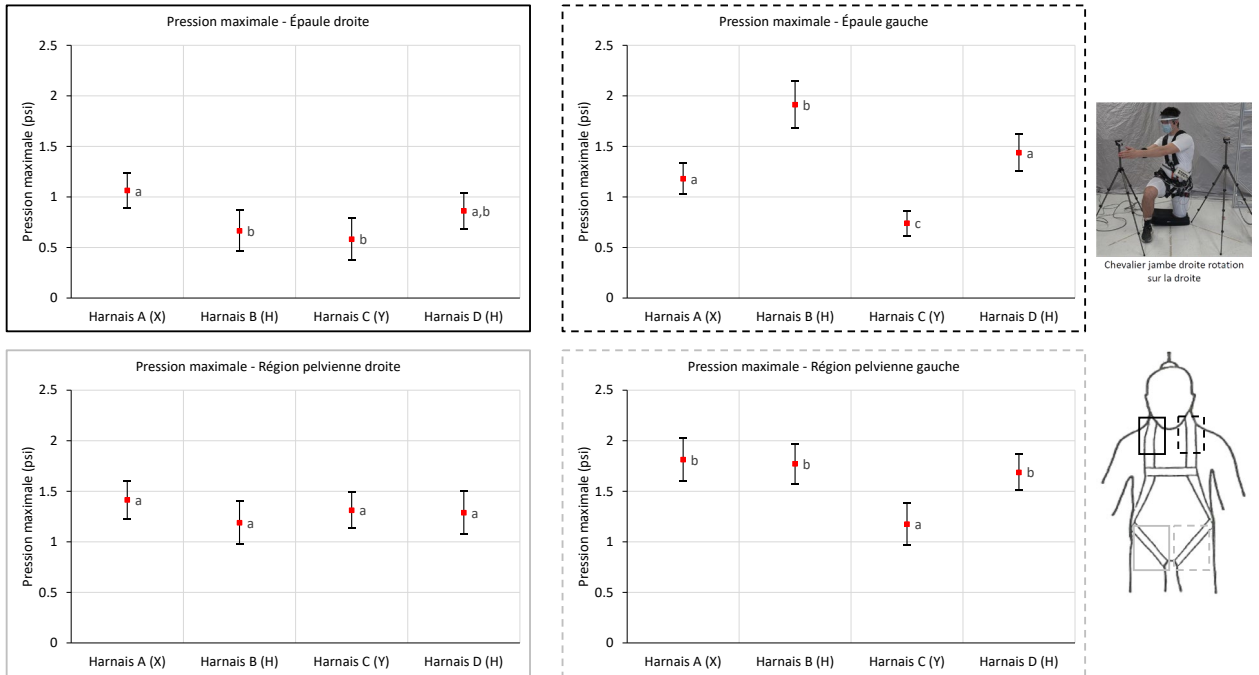 Pression maximale - Épaule droite
Pression maximale (psi)
2.5
2
1.5
1
0.5
0
a
b
b
a,b
Harnais A (X) Harnais B (H) Harnais C (Y) Harnais D (H)
Pression maximale - Épaule gauche
Pression maximale (psi)
2.5
2
1.5
1
0.5
0
a
b
c
a
Harnais A (X) Harnais B (H) Harnais C (Y) Harnais D (H)
Chevalier jambe droite rotation
sur la droite
Pression maximale - Région pelvienne droite
Pression maximale (psi)
2.5
2
1.5
1
0.5
0
a
a
a
a
Harnais A (X) Harnais B (H) Harnais C (Y) Harnais D (H)
Pression maximale - Région pelvienne gauche
Pression maximale (psi)
2.5
2
1.5
1
0.5
0
b
b
a
b
Harnais A (X) Harnais B (H) Harnais C (Y) Harnais D (H)